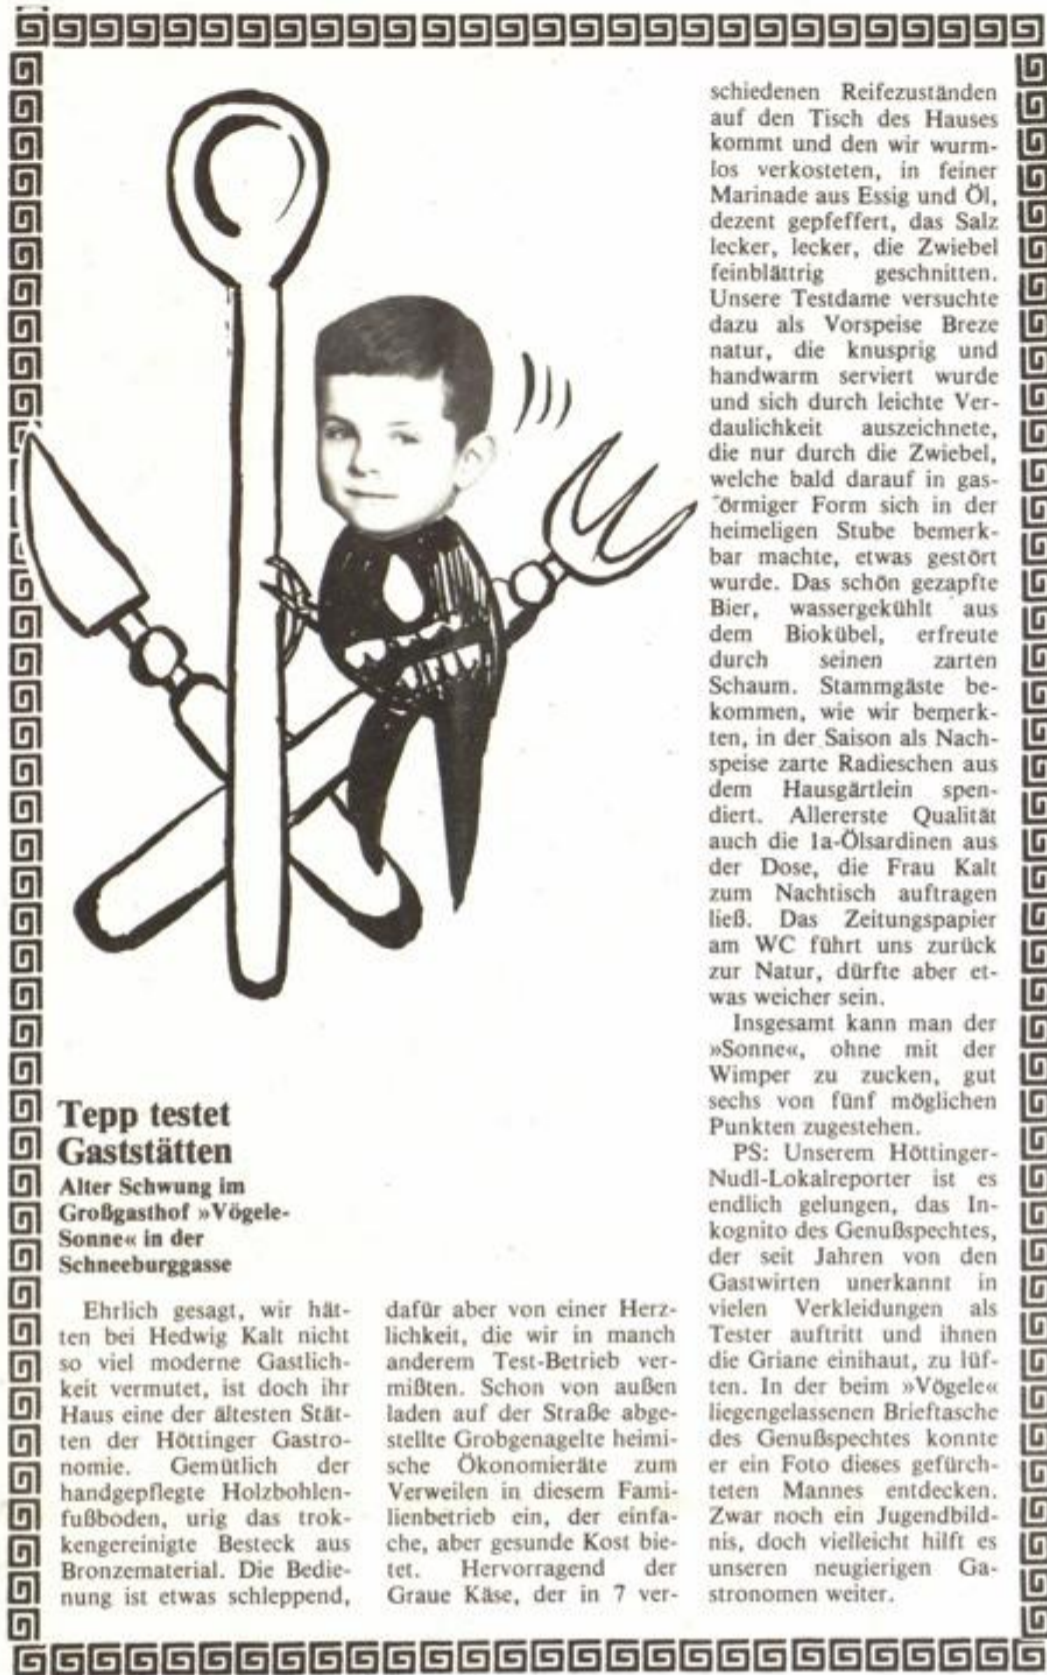 Tepp testet
Gaststätten
Alter Schwung im
Großgasthof »Vögele-
Sonne« in der
Schneeburggasse
Ehrlich gesagt, wir hät-
ten bei Hedwig Kalt nicht
so viel moderne Gastlich-
keit vermutet, ist doch ihr
Haus eine der ältesten Stät-
ten der Höttinger Gastro-
nomie. Gemütlich der
handgepflegte Holzbohlen-
fußboden, urig das trok-
kengereinigte Besteck aus
Bronzematerial. Die Bedie-
nung ist etwas schleppend,
dafür aber von einer Herz-
lichkeit, die wir in manch
anderem Test-Betrieb ver-
mißten. Schon von außen
laden auf der Straße abge-
stellte Grobgenagelte heimi-
sche Ökonomieräte zum
Verweilen in diesem Fami-
lienbetrieb ein, der einfa-
che, aber gesunde Kost bie-
tet. Hervorragend der
Graue Käse, der in 7 ver-
schiedenen Reifezuständen
auf den Tisch des Hauses
kommt und den wir wurm-
los verkosteten, in feiner
Marinade aus Essig und Öl,
dezent gepfeffert, das Salz
lecker, lecker, die Zwiebel
feinblättrig geschnitten.
Unsere Testdame versuchte
dazu als Vorspeise Breze
natur, die knusprig und
handwarm serviert wurde
und sich durch leichte Ver-
daulichkeit auszeichnete,
die nur durch die Zwiebel,
welche bald darauf in gas-
förmiger Form sich in der
heimeligen Stube bemerk-
bar machte, etwas gestört
wurde. Das schön gezapfte
Bier, wassergekühlt aus
dem Biokübel, erfreute
durch seinen zarten
Schaum. Stammgäste be-
kommen, wie wir bemerk-
ten, in der Saison als Nach-
speise zarte Radieschen aus
dem Hausgärtlein spen-
diert. Allererste Qualität
auch die 1a-Ölsardinen aus
der Dose, die Frau Kalt
zum Nachtisch auftragen
ließ. Das Zeitungspapier
am WC führt uns zurück
zur Natur, dürfte aber et-
was weicher sein.
Insgesamt kann man der
»Sonne«, ohne mit der
Wimper zu zucken, gut
sechs von fünf möglichen
Punkten zugestehen.
PS: Unserem Höttinger-
Nudl-Lokalreporter ist es
endlich gelungen, das In-
kognito des Genußspechtes,
der seit Jahren von den
Gastwirten unerkannt in
vielen Verkleidungen als
Tester auftritt und ihnen
die Griane einihaut, zu lüf-
ten. In der beim »Vögele«
liegengelassenen Brieftasche
des Genußspechtes konnte
er ein Foto dieses gefürch-
teten Mannes entdecken.
Zwar noch ein Jugendbild-
nis, doch vielleicht hilft es
unseren neugierigen Ga-
stronomen weiter.